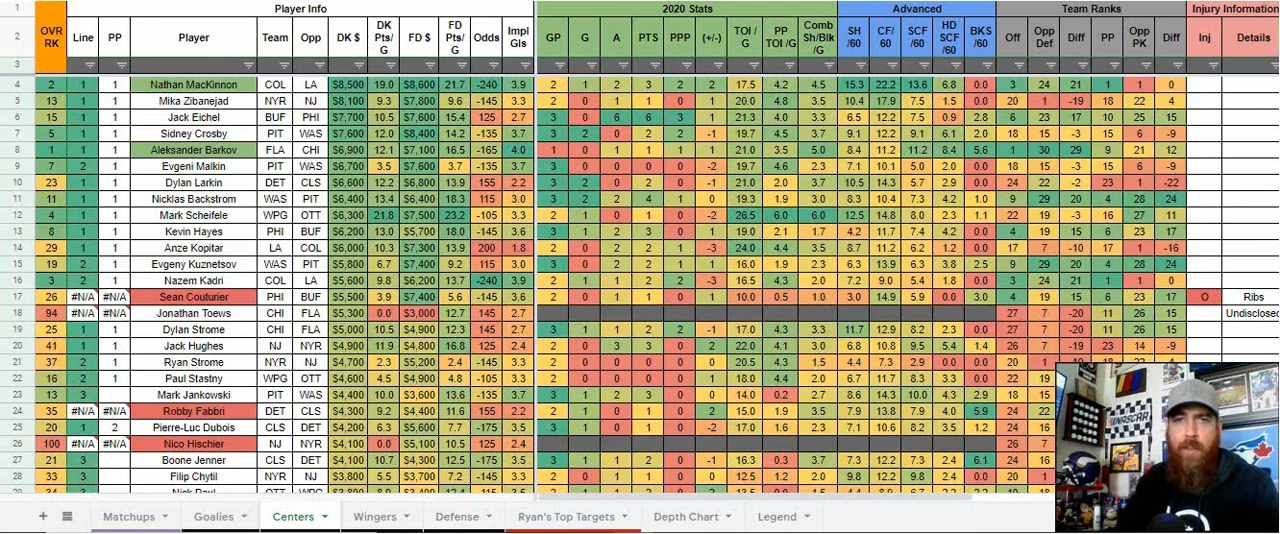 1 Player Info 2020 Stats Advanced Team Ranks Injury Information
2 OVR RK Line PP Player Team Opp DK $ DK Pts/ G FD $ FD Pts/ G Odds Impl Gls GP G A PTS PPP (+/-) TOI / G PP TOI /G Comb Sh/Blk /G SH /60 CF/ 60 SCF /60 HD SCF /60 BKS /60 Off Opp Def Diff PP Opp PK Diff Inj Details
3
4 2 1 1 Nathan MacKinnon COL LA $8,500 19.0 $8,600 21.7 -240 3.9 2 1 2 3 2 1 17.5 4.2 4.5 15.3 22.2 13.6 6.8 0.0 3 24 21 1 1 0
5 13 1 1 Mika Zibanejad NYR NJ $8,100 9.3 $7,800 9.6 -145 3.3 2 0 1 1 0 1 20.0 4.8 3.5 10.4 17.9 7.5 1.5 0.0 20 1 -19 18 22 4
6 15 1 1 Jack Eichel BUF PHI $7,700 10.5 $7,600 15.4 125 2.7 3 0 6 6 3 1 21.3 4.0 3.3 6.5 12.2 7.5 0.9 2.8 6 23 17 10 25 15
7 5 1 1 Sidney Crosby PIT WAS $7,600 12.0 $8,400 14.2 -135 3.7 3 2 0 2 1 -1 19.7 4.5 3.7 9.1 12.2 9.1 6.1 2.0 18 15 -3 15 6 -9
8 1 1 1 Aleksander Barkov FLA CHI $6,900 12.1 $7,100 16.5 -165 4.0 1 0 1 1 0 1 21.0 3.5 5.0 8.4 11.2 11.2 8.4 5.6 1 30 29 9 21 12
9 7 2 1 Evgeni Malkin PIT WAS $6,700 3.5 $7,600 3.7 -135 3.7 3 0 0 0 0 -2 19.7 4.6 2.3 7.1 10.1 5.0 2.0 0.0 18 15 -3 15 6 -9
10 23 1 1 Dylan Larkin DET CLS $6,600 12.2 $6,800 13.9 155 2.2 3 2 0 2 0 -1 21.0 2.0 3.7 10.5 14.3 5.7 2.9 0.0 24 22 -2 23 1 -22
11 11 1 1 Nicklas Backstrom WAS PIT $6,400 13.4 $6,400 18.3 115 3.0 3 2 2 4 1 0 19.3 1.9 3.0 8.3 10.4 7.3 4.2 1.0 9 29 20 4 28 24
12 4 1 1 Mark Scheifele WPG OTT $6,300 21.8 $7,500 23.2 -105 3.3 2 1 1 2 0 -2 26.5 6.0 6.0 12.5 14.8 8.0 2.3 1.1 22 19 -3 16 27 11
13 8 1 1 Kevin Hayes PHI BUF $6,200 13.0 $5,700 18.0 -145 3.6 3 2 2 4 1 2 19.0 2.1 1.7 4.2 11.7 7.4 4.2 0.0 4 19 15 6 23 17
14 29 1 1 Anze Kopitar LA COL $6,000 10.3 $7,300 13.9 200 1.8 2 0 2 2 1 -3 24.0 4.4 3.5 8.7 11.2 6.2 1.2 0.0 17 7 -10 17 1 -16
15 19 2 1 Evgeny Kuznetsov WAS PIT $5,900 6.7 $7,400 9.2 115 3.0 3 0 2 2 1 -3 16.0 1.9 2.3 6.3 13.9 6.3 3.8 2.5 9 29 20 4 28 24
16 3 2 1 Nazem Kadri COL LA $5,800 9.8 $6,200 13.7 -240 3.9 2 0 2 2 2 -3 16.5 4.3 2.0 7.2 9.0 5.4 1.8 0.0 3 24 21 1 1 0
17 26 #N/A #N/A Sean Couturier PHI BUF $5,500 3.9 $7,400 5.6 -145 3.6 2 0 1 1 0 1 10.0 0.5 1.0 3.0 14.9 5.9 0.0 3.0 4 19 15 6 23 17 O Ribs
18 94 #N/A #N/A Jonathan Toews CHI FLA $5,300 0.0 $3,000 12.7 145 2.7 27 7 -20 11 26 15 Undisclosed
19 25 1 1 Dylan Strome CHI FLA $5,000 10.5 $4,900 12.3 145 2.7 3 1 1 2 2 -1 17.0 4.3 3.3 11.7 12.9 8.2 2.3 0.0 27 7 -20 11 26 15
20 41 1 1 Jack Hughes NJ NYR $4,900 11.9 $4,800 16.8 125 2.4 2 0 3 3 0 2 22.0 4.1 2.0 6.8 10.8 9.5 5.4 1.4 26 7 -19 23 14 -9
21 37 2 1 Ryan Strome NYR NJ $4,700 2.3 $5,200 2.4 -145 3.3 2 0 0 0 0 0 20.5 4.3 1.5 4.4 7.3 2.9 0.0 0.0 20 1
22 16 2 1 Paul Stastny WPG OTT $4,600 4.5 $4,900 4.8 -105 3.3 2 0 0 0 0 1 18.0 4.4 2.0 6.7 11.7 8.3 3.3 0.0 22 19
23 13 3 Mark Jankowski PIT WAS $4,400 10.0 $3,600 13.6 -135 3.7 2 1 1 2 0 0 14.0 0.2 2.7 8.6 14.3 10.0 4.3 2.9 18 15
24 35 #N/A #N/A Robby Fabbri DET CLS $4,300 9.2 $4,400 11.6 155 2.2 2 1 0 1 0 2 15.0 1.9 3.5 7.9 13.8 7.9 4.0 5.9 24 22
25 20 1 2 Pierre-Luc Dubois CLS DET $4,200 6.3 $5,600 7.7 -175 3.5 3 1 0 1 0 -2 17.0 1.6 2.0 7.1 10.6 8.2 3.5 1.2 24 16
26 100 #N/A #N/A Nico Hischier NJ NYR $4,100 0.0 $5,100 10.5 125 2.4 26 7
27 21 3 Boone Jenner CLS DET $4,100 10.7 $4,300 12.5 -175 3.5 3 1 1 2 0 -1 16.3 0.3 3.7 7.3 12.2 7.3 2.4 6.1 24 16
28 33 3 Filip Chytil NYR NJ $3,800 5.5 $3,700 7.2 -145 3.3 2 0 1 1 0 0 12.5 1.2 2.0 9.8 12.2 9.8 2.4 0.0 20 1
Nick Paul
NASCAR
Matchups Goalies Centers Wingers Defense Ryan's Top Targets Depth Chart Legend